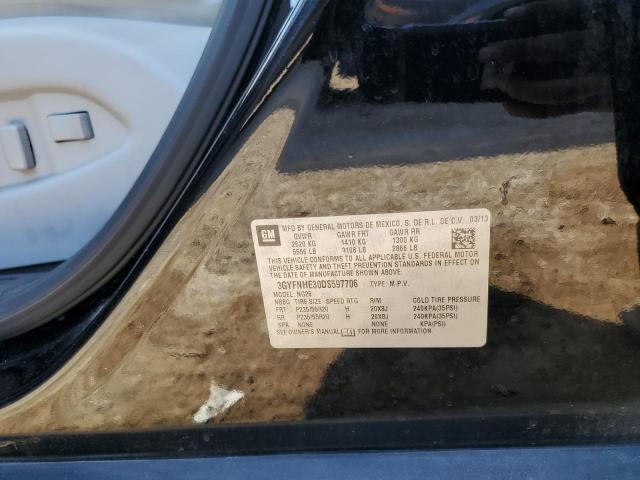 GM
MFD BY GENERAL MOTORS DE MEXICO, S DE R.L. DE C.V. 03/13
GVWR GAWR FRT GAWR RR
2520 KG 1410 KG 1300 KG
5556 LB 3108 LB 2866 LB
THIS VEHICLE CONFORMS TO ALL APPLICABLE U.S. FEDERAL MOTOR
VEHICLE SAFETY, BUMPER, AND THEFT PREVENTION STANDARDS IN EFFECT ON
THE DATE OF MANUFACTURE SHOWN ABOVE.
3GYFNHE30DS597706 TYPE: M.P.V.
MODEL: NG26
TIRE SIZE SPEED RTG RIM COLD TIRE PRESSURE
FRT P235/55R20 H 20X8J 240KPA(35PSI)
RR P235/55R20 H 20X8J 240KPA(35PSI)
SPA NONE NONE KPA(PSI)
SEE OWNER'S MANUAL